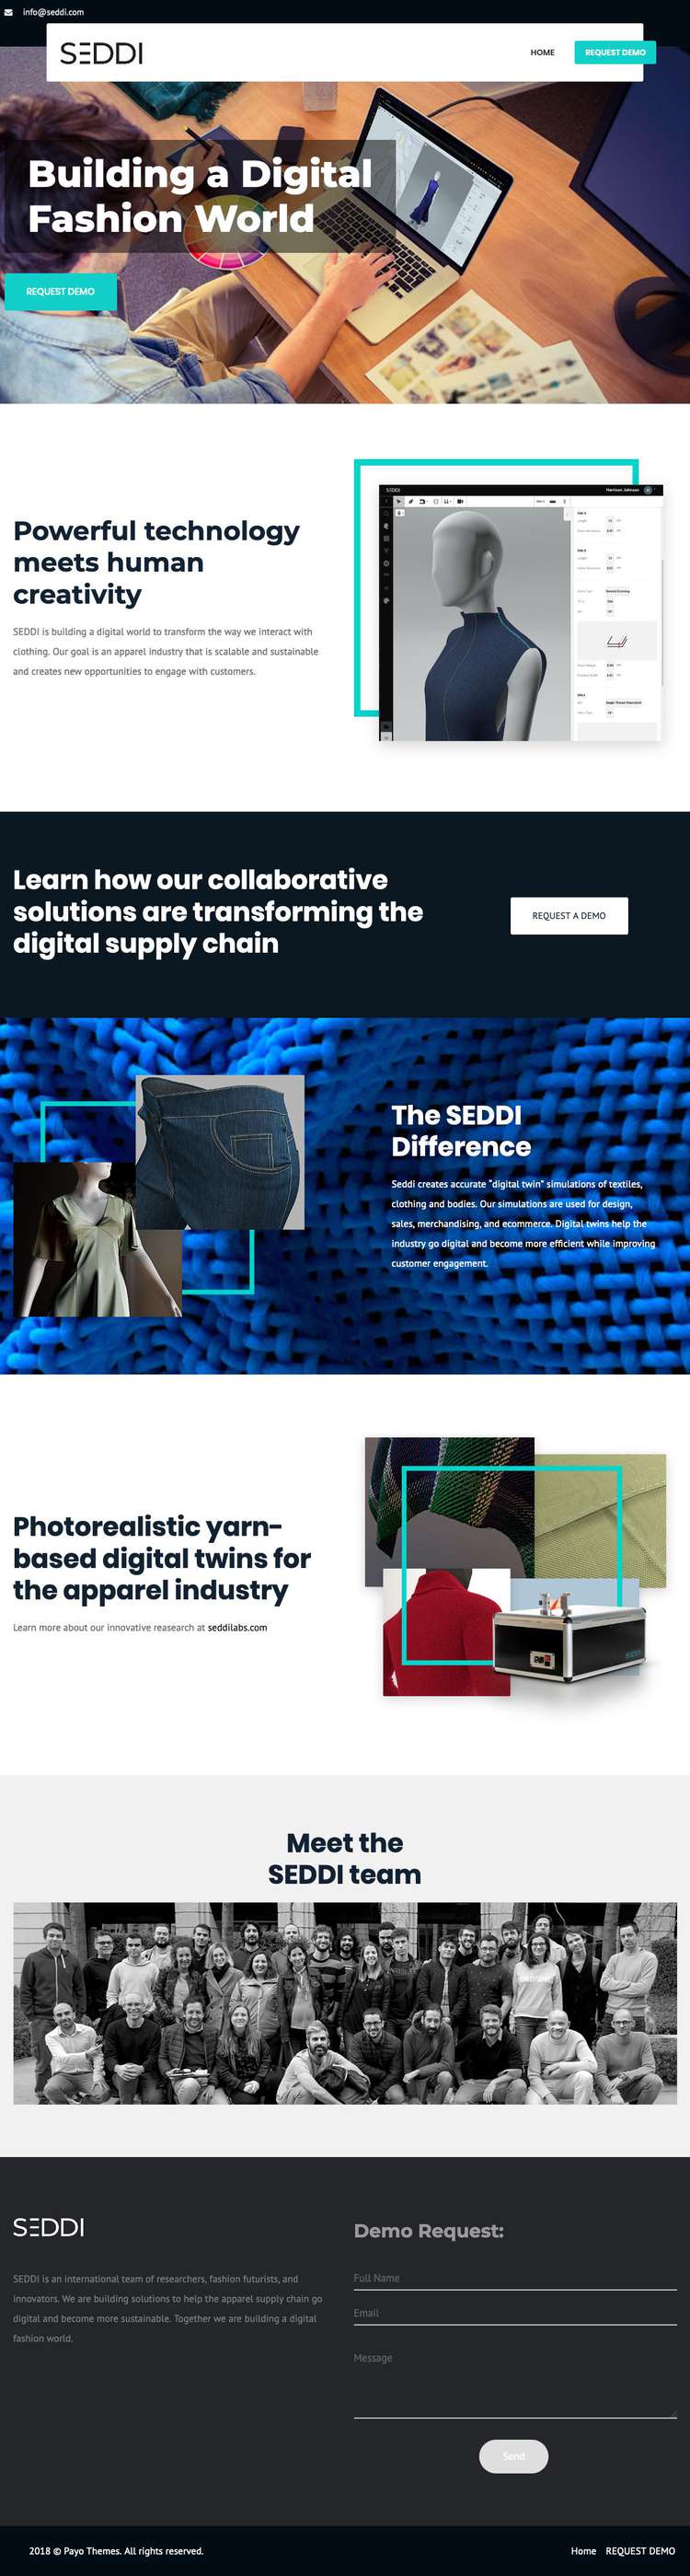 info@seddi.com
SEDDI
HOME
REQUEST DEMO
Building a Digital
Fashion World
REQUEST DEMO
Powerful technology
meets human
creativity
SEDDI is building a digital world to transform the way we interact with
clothing. Our goal is an apparel industry that is scalable and sustainable
and creates new opportunities to engage with customers.
SEDDI
Harrison Johnson
Learn how our collaborative
solutions are transforming the
digital supply chain
REQUEST A DEMO
The SEDDI
Difference
Seddi creates accurate "digital twin" simulations of textiles,
clothing and bodies. Our simulations are used for design,
sales, merchandising, and ecommerce. Digital twins help the
industry go digital and become more efficient while improving
customer engagement.
Photorealistic yarn-
based digital twins for
the apparel industry
Learn more about our innovative reasearch at seddilabs.com
SEDDI
Meet the
SEDDI team
SEDDI
SEDDI is an international team of researchers, fashion futurists, and
innovators. We are building solutions to help the apparel supply chain go
digital and become more sustainable. Together we are building a digital
fashion world.
Demo Request:
Full Name
Email
Message
Send
2018 © Payo Themes. All rights reserved.
Home
REQUEST DEMO